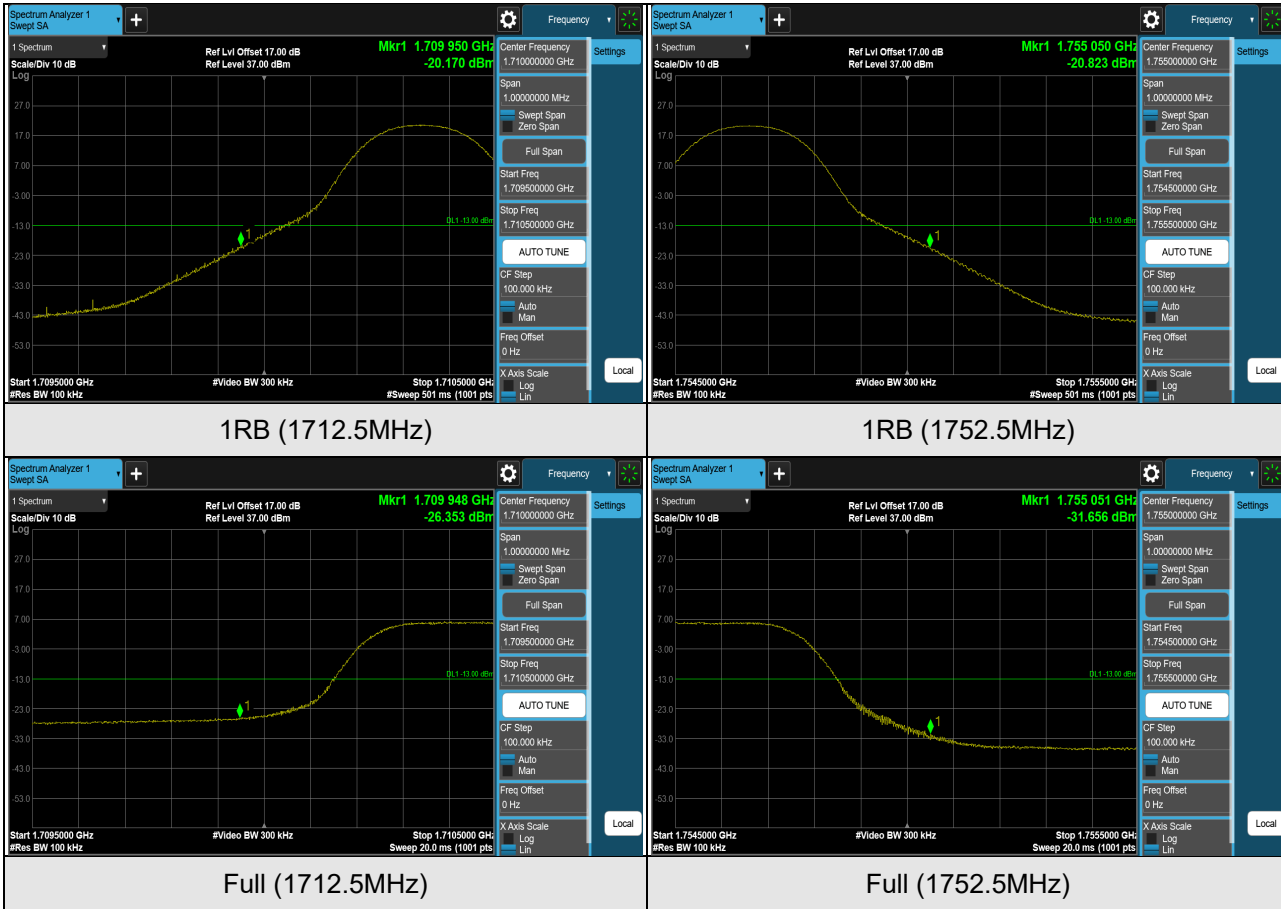 Spectrum Analyzer 1
Swept SA
+
Frequency
1 Spectrum
Scale/Div 10 dB
Log
Ref Lvl Offset 17.00 dB
Ref Level 37.00 dBm
Mkr1 1.709 950 GHz
-20.170 dBm
27.0
17.0
7.00
-3.00
-13.0
-23.0
-33.0
-43.0
-53.0
DL1 -13.00 dBm
1
Start 1.7095000 GHz
#Res BW 100 kHz
#Video BW 300 kHz
Stop 1.7105000 GHz
#Sweep 501 ms (1001 pts
Center Frequency
1.710000000 GHz
Settings
Span
1.00000000 MHz
Swept Span
Zero Span
Full Span
Start Freq
1.709500000 GHz
Stop Freq
1.710500000 GHz
AUTO TUNE
CF Step
100.000 kHz
Auto
Man
Freq Offset
0 Hz
X Axis Scale
Log
Lin
Local
1RB (1712.5MHz)
Spectrum Analyzer 1
Swept SA
+
Frequency
1 Spectrum
Scale/Div 10 dB
Log
Ref Lvl Offset 17.00 dB
Ref Level 37.00 dBm
Mkr1 1.755 050 GHz
-20.823 dBm
27.0
17.0
7.00
-3.00
-13.0
-23.0
-33.0
-43.0
-53.0
DL1 -13.00 dBm
1
Start 1.7545000 GHz
#Res BW 100 kHz
#Video BW 300 kHz
Stop 1.7555000 GHz
#Sweep 501 ms (1001 pts
Center Frequency
1.755000000 GHz
Settings
Span
1.00000000 MHz
Swept Span
Zero Span
Full Span
Start Freq
1.754500000 GHz
Stop Freq
1.755500000 GHz
AUTO TUNE
CF Step
100.000 kHz
Auto
Man
Freq Offset
0 Hz
X Axis Scale
Log
Lin
Local
1RB (1752.5MHz)
Spectrum Analyzer 1
Swept SA
+
Frequency
1 Spectrum
Scale/Div 10 dB
Log
Ref Lvl Offset 17.00 dB
Ref Level 37.00 dBm
Mkr1 1.709 948 GHz
-26.353 dBm
27.0
17.0
7.00
-3.00
-13.0
-23.0
-33.0
-43.0
-53.0
DL1 -13.00 dBm
1
Start 1.7095000 GHz
#Res BW 100 kHz
#Video BW 300 kHz
Stop 1.7105000 GHz
Sweep 20.0 ms (1001 pts
Center Frequency
1.710000000 GHz
Settings
Span
1.00000000 MHz
Swept Span
Zero Span
Full Span
Start Freq
1.709500000 GHz
Stop Freq
1.710500000 GHz
AUTO TUNE
CF Step
100.000 kHz
Auto
Man
Freq Offset
0 Hz
X Axis Scale
Log
Lin
Local
Full (1712.5MHz)
Spectrum Analyzer 1
Swept SA
+
Frequency
1 Spectrum
Scale/Div 10 dB
Log
Ref Lvl Offset 17.00 dB
Ref Level 37.00 dBm
Mkr1 1.755 051 GHz
-31.656 dBm
27.0
17.0
7.00
-3.00
-13.0
-23.0
-33.0
-43.0
-53.0
DL1 -13.00 dBm
1
Start 1.7545000 GHz
#Res BW 100 kHz
#Video BW 300 kHz
Stop 1.7555000 GHz
Sweep 20.0 ms (1001 pts
Center Frequency
1.755000000 GHz
Settings
Span
1.00000000 MHz
Swept Span
Zero Span
Full Span
Start Freq
1.754500000 GHz
Stop Freq
1.755500000 GHz
AUTO TUNE
CF Step
100.000 kHz
Auto
Man
Freq Offset
0 Hz
X Axis Scale
Log
Lin
Local
Full (1752.5MHz)